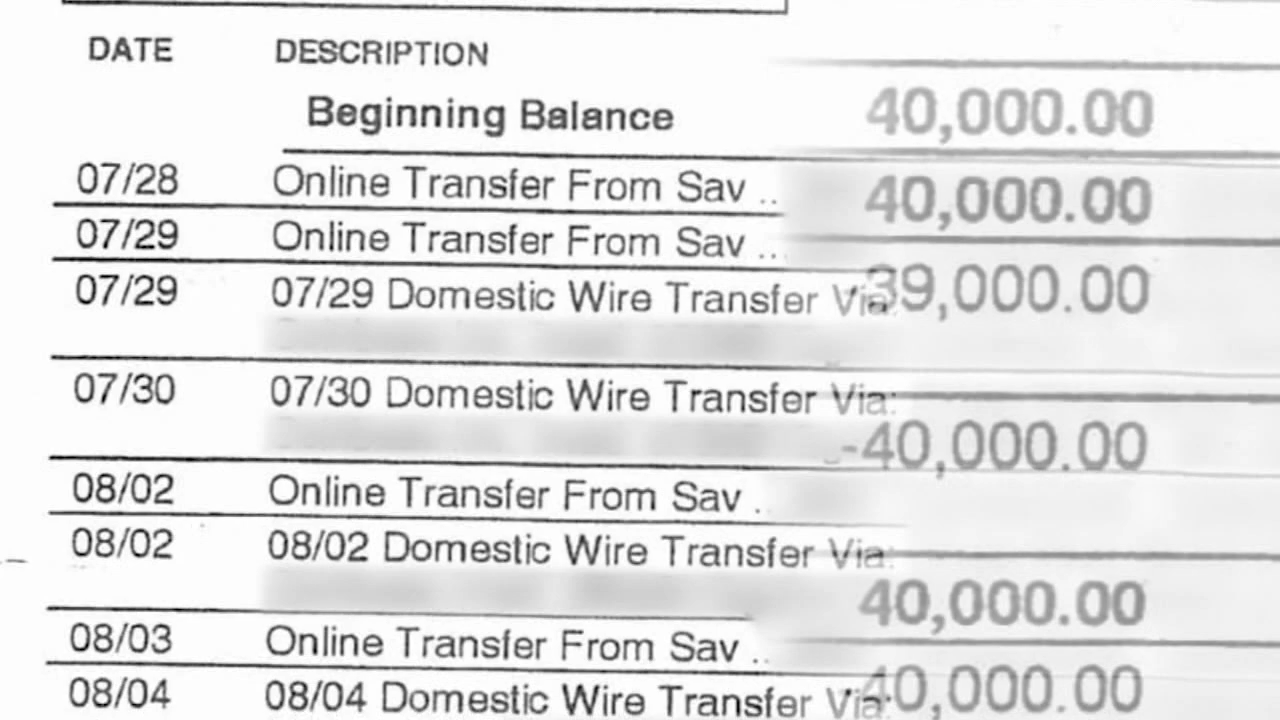 DATE DESCRIPTION
Beginning Balance 40,000.00
07/28 Online Transfer From Sav .. 40,000.00
07/29 Online Transfer From Sav ...
07/29 07/29 Domestic Wire Transfer Via: 39,000.00
07/30 07/30 Domestic Wire Transfer Via:
-40,000.00
08/02 Online Transfer From Sav .
08/02 08/02 Domestic Wire Transfer Via:
40,000.00
08/03 Online Transfer From Sav ..
08/04 08/04 Domestic Wire Transfer Via: -40,000.00